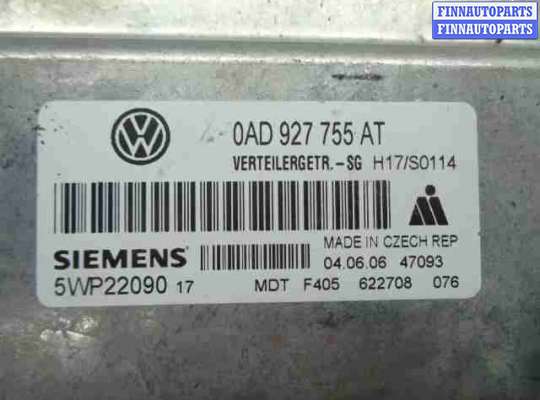 FINNAUTOPARTS
FINNAUTOPARTS
0AD 927 755 AT
VERTEILERGETR.-SG H17/S0114
MADE IN CZECH REP
SIEMENS
04.06.06 47093
5WP22090 17 MDT F405 622708 076